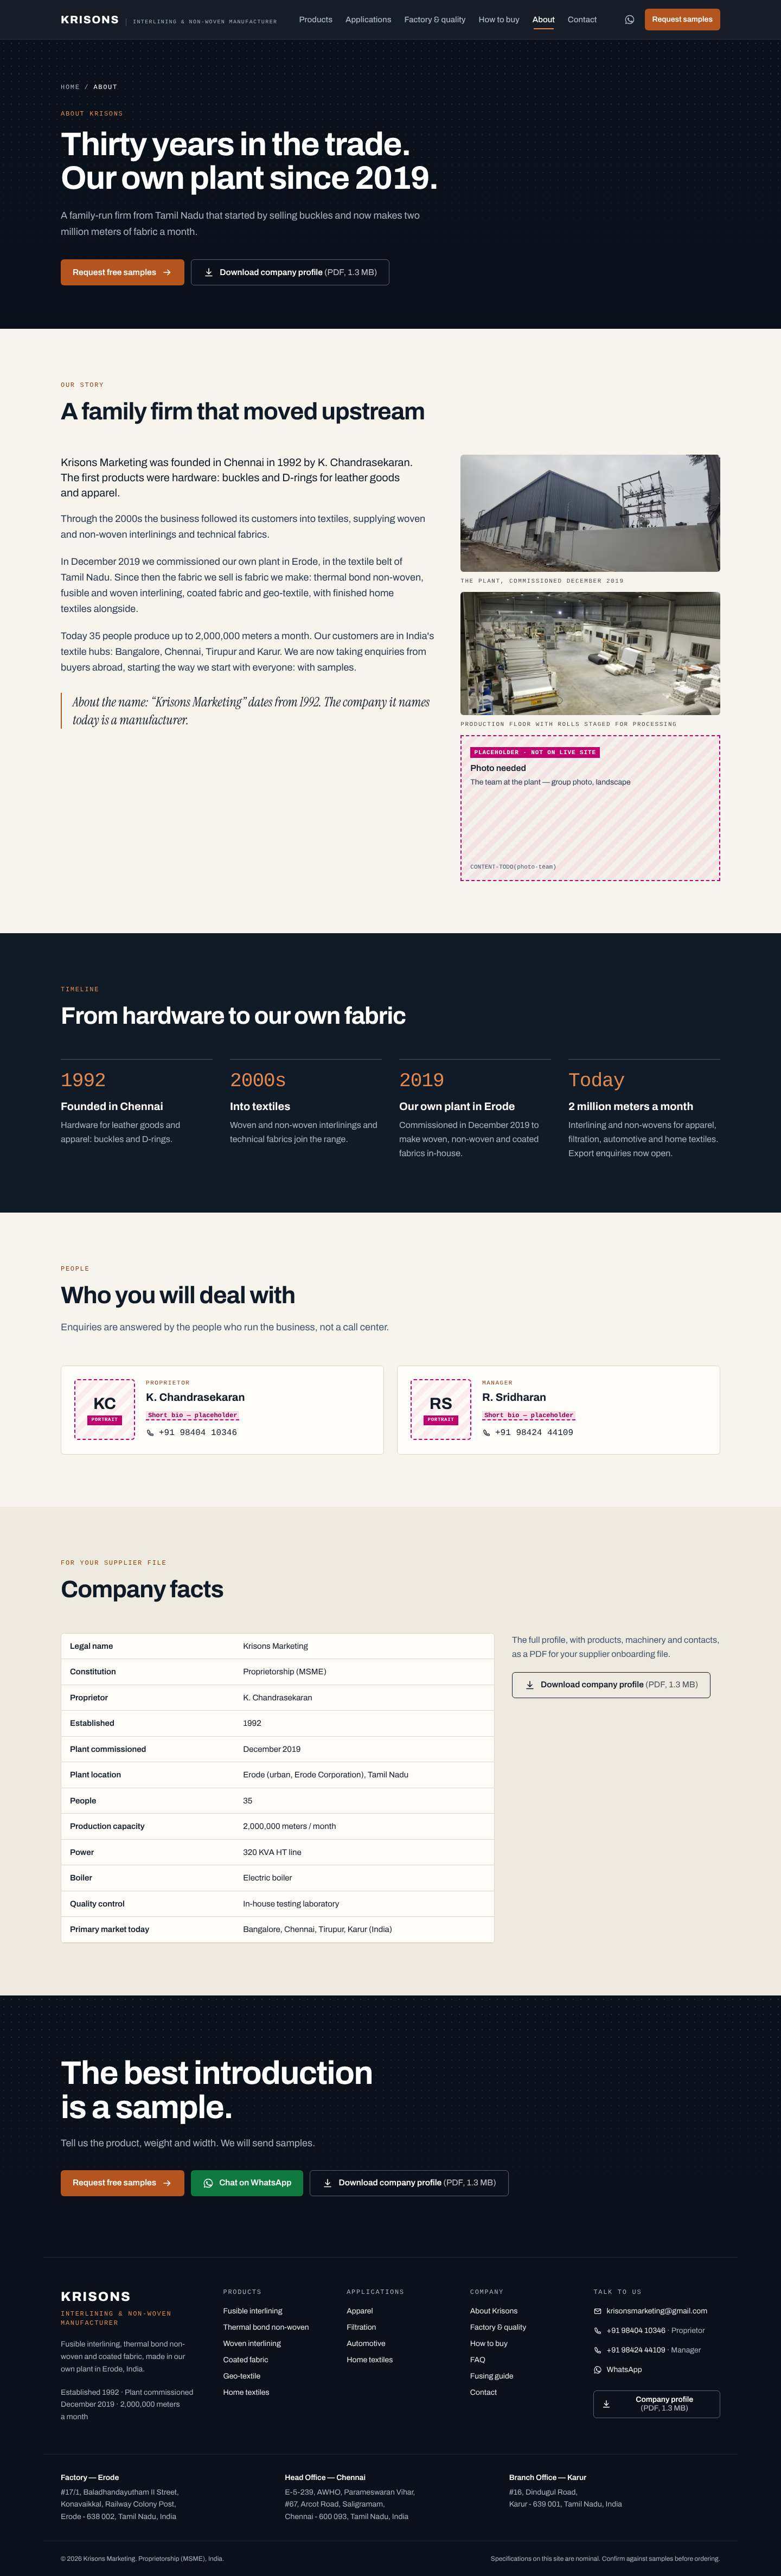 KRISONS
INTERLINING & NON-WOVEN MANUFACTURER
Products
Applications
Factory & quality
How to buy
About
Contact
Request samples
HOME / ABOUT
ABOUT KRISONS
Thirty years in the trade.
Our own plant since 2019.
A family-run firm from Tamil Nadu that started by selling buckles and now makes two
million meters of fabric a month.
Request free samples
Download company profile (PDF, 1.3 MB)
OUR STORY
A family firm that moved upstream
Krisons Marketing was founded in Chennai in 1992 by K. Chandrasekaran.
The first products were hardware: buckles and D-rings for leather goods
and apparel.
Through the 2000s the business followed its customers into textiles, supplying woven
and non-woven interlinings and technical fabrics.
In December 2019 we commissioned our own plant in Erode, in the textile belt of
Tamil Nadu. Since then the fabric we sell is fabric we make: thermal bond non-woven,
fusible and woven interlining, coated fabric and geo-textile, with finished home
textiles alongside.
Today 35 people produce up to 2,000,000 meters a month. Our customers are in India's
textile hubs: Bangalore, Chennai, Tirupur and Karur. We are now taking enquiries from
buyers abroad, starting the way we start with everyone: with samples.
About the name: “Krisons Marketing” dates from 1992. The company it names
today is a manufacturer.
THE PLANT, COMMISSIONED DECEMBER 2019
PRODUCTION FLOOR WITH ROLLS STAGED FOR PROCESSING
PLACEHOLDER - NOT ON LIVE SITE
Photo needed
The team at the plant — group photo, landscape
CONTENT-TODO(photo-team)
TIMELINE
From hardware to our own fabric
1992
Founded in Chennai
Hardware for leather goods and
apparel: buckles and D-rings.
2000s
Into textiles
Woven and non-woven interlinings and
technical fabrics join the range.
2019
Our own plant in Erode
Commissioned in December 2019 to
make woven, non-woven and coated
fabrics in-house.
Today
2 million meters a month
Interlining and non-wovens for apparel,
filtration, automotive and home textiles.
Export enquiries now open.
PEOPLE
Who you will deal with
Enquiries are answered by the people who run the business, not a call center.
KC
PORTRAIT
PROPRIETOR
K. Chandrasekaran
Short bio — placeholder
+91 98404 10346
RS
PORTRAIT
MANAGER
R. Sridharan
Short bio — placeholder
+91 98424 44109
FOR YOUR SUPPLIER FILE
Company facts
Legal name Krisons Marketing
Constitution Proprietorship (MSME)
Proprietor K. Chandrasekaran
Established 1992
Plant commissioned December 2019
Plant location Erode (urban, Erode Corporation), Tamil Nadu
People 35
Production capacity 2,000,000 meters / month
Power 320 KVA HT line
Boiler Electric boiler
Quality control In-house testing laboratory
Primary market today Bangalore, Chennai, Tirupur, Karur (India)
The full profile, with products, machinery and contacts,
as a PDF for your supplier onboarding file.
Download company profile (PDF, 1.3 MB)
The best introduction
is a sample.
Tell us the product, weight and width. We will send samples.
Request free samples
Chat on WhatsApp
Download company profile (PDF, 1.3 MB)
KRISONS
INTERLINING & NON-WOVEN
MANUFACTURER
Fusible interlining, thermal bond non-
woven and coated fabric, made in our
own plant in Erode, India.
Established 1992 · Plant commissioned
December 2019 · 2,000,000 meters
a month
PRODUCTS
Fusible interlining
Thermal bond non-woven
Woven interlining
Coated fabric
Geo-textile
Home textiles
APPLICATIONS
Apparel
Filtration
Automotive
Home textiles
COMPANY
About Krisons
Factory & quality
How to buy
FAQ
Fusing guide
Contact
TALK TO US
krisonsmarketing@gmail.com
+91 98404 10346 · Proprietor
+91 98424 44109 · Manager
WhatsApp
Company profile
(PDF, 1.3 MB)
Factory — Erode
#17/1, Baladhandayutham II Street,
Konavaikkal, Railway Colony Post,
Erode - 638 002, Tamil Nadu, India
Head Office — Chennai
E-5-239, AWHO, Parameswaran Vihar,
#67, Arcot Road, Saligramam,
Chennai - 600 093, Tamil Nadu, India
Branch Office — Karur
#16, Dindugul Road,
Karur - 639 001, Tamil Nadu, India
© 2026 Krisons Marketing. Proprietorship (MSME), India.
Specifications on this site are nominal. Confirm against samples before ordering.